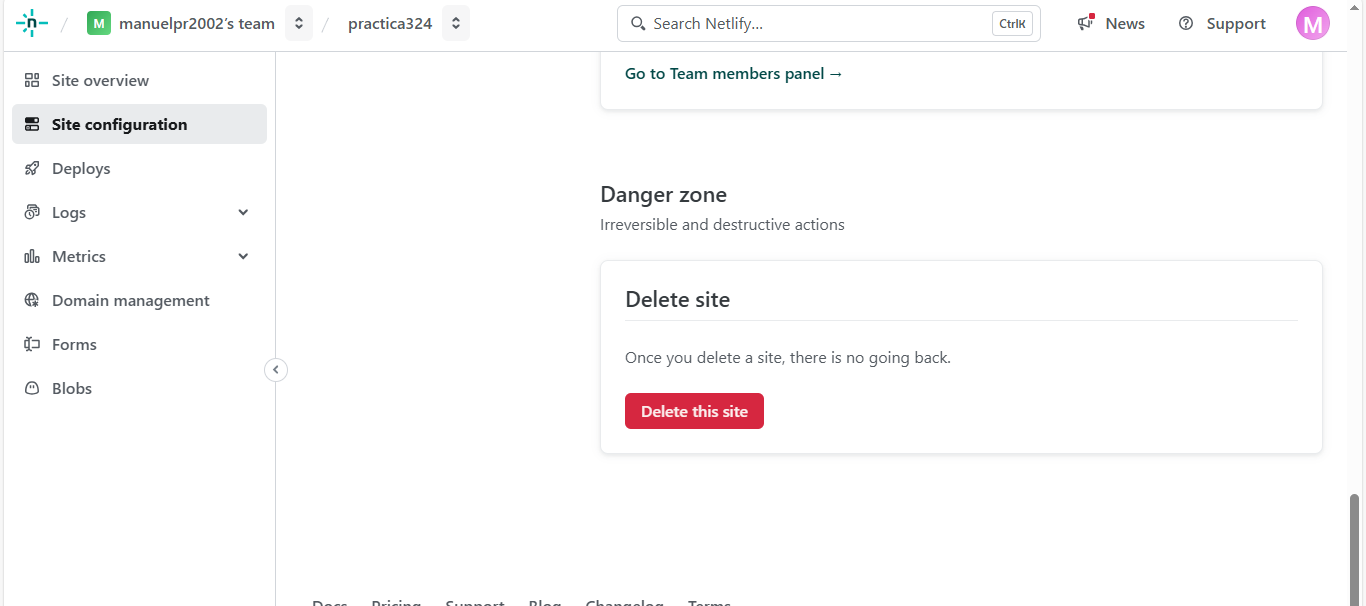 n / M manuelpr2002's team / practica324 Search Netlify... CtrlK News Support M
Site overview
Site configuration
Deploys
Logs
Metrics
Domain management
Forms
Blobs
Go to Team members panel →
Danger zone
Irreversible and destructive actions
Delete site
Once you delete a site, there is no going back.
Delete this site
Docs Pricing Support Blog Changelog Terms